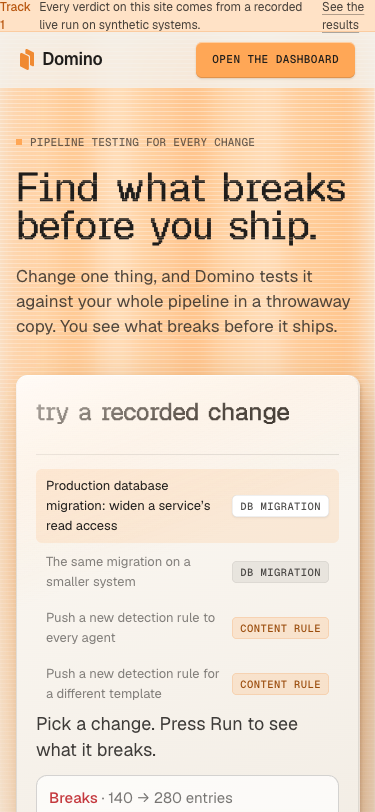 Track 1
Every verdict on this site comes from a recorded live run on synthetic systems.
See the results
Domino
OPEN THE DASHBOARD
PIPELINE TESTING FOR EVERY CHANGE
Find what breaks
before you ship.
Change one thing, and Domino tests it
against your whole pipeline in a throwaway
copy. You see what breaks before it ships.
try a recorded change
Production database
migration: widen a service's
read access
DB MIGRATION
The same migration on a
smaller system
DB MIGRATION
Push a new detection rule to
every agent
CONTENT RULE
Push a new detection rule for
a different template
CONTENT RULE
Pick a change. Press Run to see
what it breaks.
Breaks · 140 → 280 entries